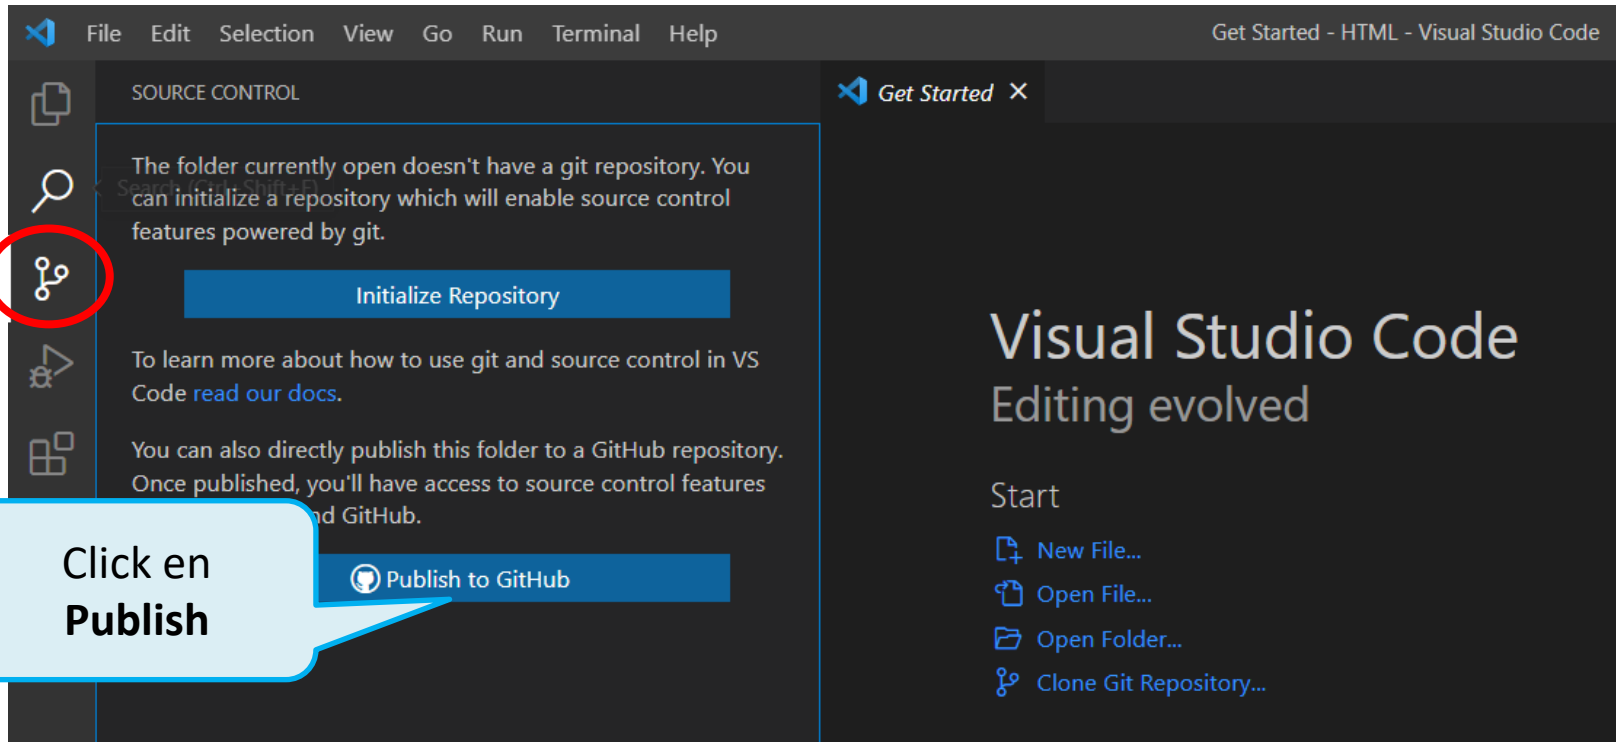 File Edit Selection View Go Run Terminal Help
Get Started - HTML - Visual Studio Code
SOURCE CONTROL
Get Started
The folder currently open doesn't have a git repository. You
can initialize a repository which will enable source control
features powered by git.
Search (Ctrl+Shift+F)
Initialize Repository
To learn more about how to use git and source control in VS
Code read our docs.
You can also directly publish this folder to a GitHub repository.
Once published, you'll have access to source control features
GitHub.
Publish to GitHub
Click en
Publish
Visual Studio Code
Editing evolved
Start
New File...
Open File...
Open Folder...
Clone Git Repository...